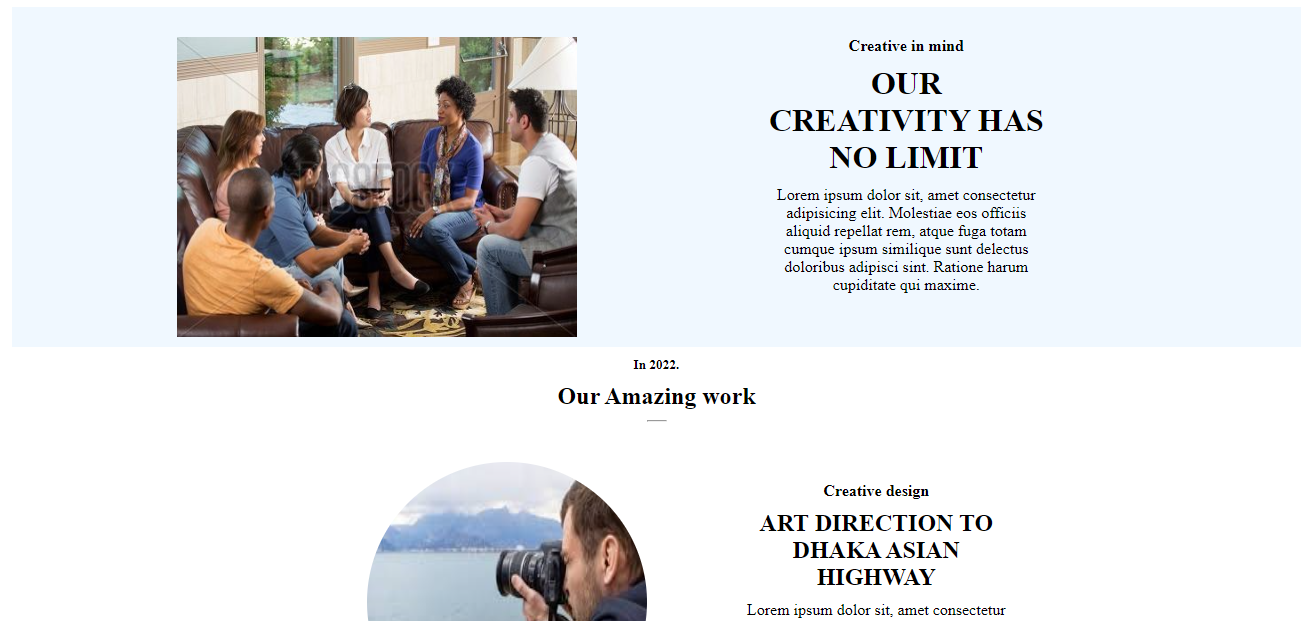 Creative in mind
OUR
CREATIVITY HAS
NO LIMIT
Lorem ipsum dolor sit, amet consectetur
adipisicing elit. Molestiae eos officiis
aliquid repellat rem, atque fuga totam
cumque ipsum similique sunt delectus
doloribus adipisci sint. Ratione harum
cupiditate qui maxime.
In 2022.
Our Amazing work
Creative design
ART DIRECTION TO
DHAKA ASIAN
HIGHWAY
Lorem ipsum dolor sit, amet consectetur